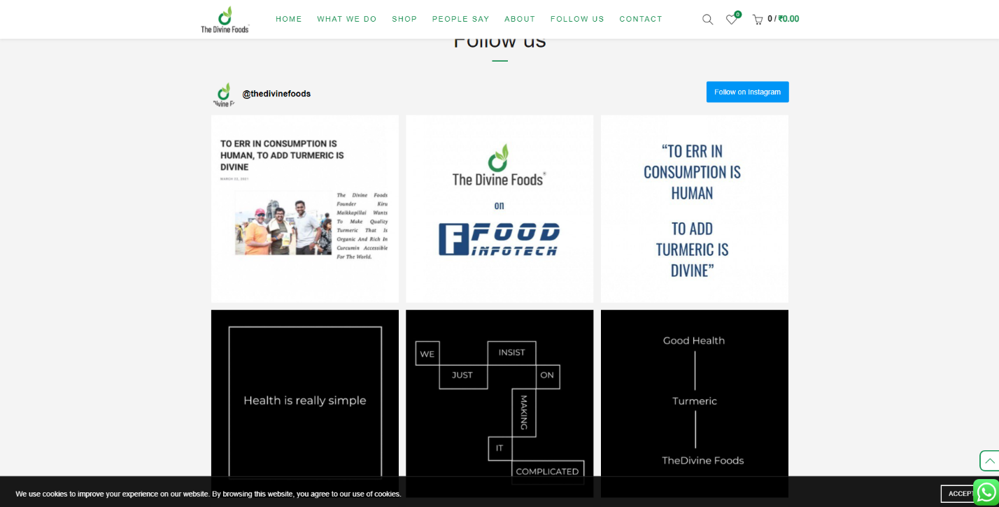 The Divine Foods
HOME WHAT WE DO SHOP PEOPLE SAY ABOUT FOLLOW US CONTACT
0
0 / ₹0.00
Follow us
@thedivinefoods
Follow on Instagram
TO ERR IN CONSUMPTION IS
HUMAN, TO ADD TURMERIC IS
DIVINE
MARCH 22, 2021
The Divine Foods
Founder Kiru
Maikkapillai Wants
To Make Quality
Turmeric That Is
Organic And Rich In
Curcumin Accessible
For The World.
The Divine Foods®
on
F FOOD
INFOTECH
“TO ERR IN
CONSUMPTION IS
HUMAN
TO ADD
TURMERIC IS
DIVINE”
Health is really simple
WE
JUST
INSIST
ON
MAKING
IT
COMPLICATED
Good Health
Turmeric
TheDivine Foods
We use cookies to improve your experience on our website. By browsing this website, you agree to our use of cookies.
ACCEPT